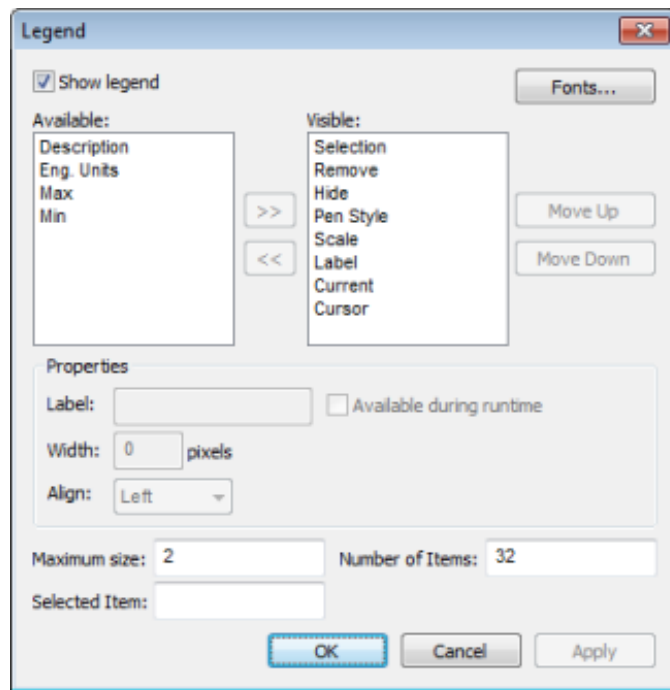 Legend
Show legend
Fonts...
Available:
Visible:
Description
Eng. Units
Max
Min
>>
<<
Selection
Remove
Hide
Pen Style
Scale
Label
Current
Cursor
Move Up
Move Down
Properties
Label:
Available during runtime
Width: 0 pixels
Align: Left
Maximum size: 2 Number of Items: 32
Selected Item:
OK Cancel Apply